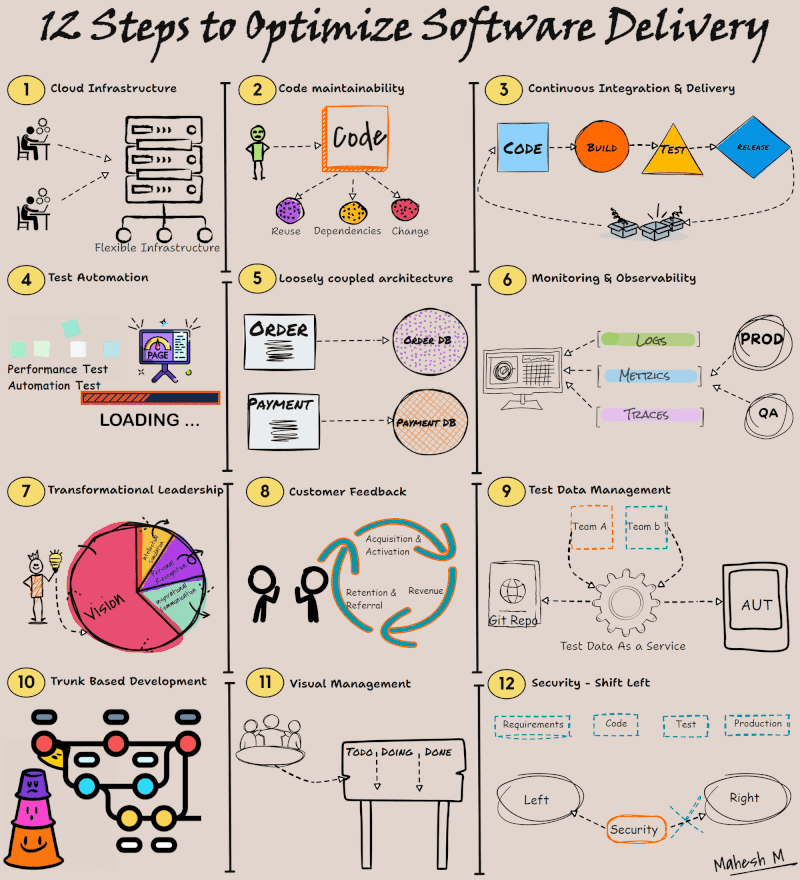 12 Steps to Optimize Software Delivery
1 Cloud Infrastructure
Flexible Infrastructure
2 Code maintainability
Code
Reuse Dependencies Change
3 Continuous Integration & Delivery
CODE BUILD TEST RELEASE
4 Test Automation
PAGE
Performance Test
Automation Test
LOADING ...
5 Loosely coupled architecture
ORDER
ORDER DB
PAYMENT
PAYMENT DB
6 Monitoring & Observability
LOGS
METRICS
TRACES
PROD
QA
7 Transformational Leadership
Vision
Intellectual
Stimulation
Personal
Recognition
Inspirational
Communication
8 Customer Feedback
Acquisition &
Activation
Retention &
Referral
Revenue
9 Test Data Management
Team A Team b
Git Repo
AUT
Test Data As a Service
10 Trunk Based Development
11 Visual Management
TODO DOING DONE
12 Security - Shift Left
Requirements Code Test Production
Left
Right
Security
Mahesh M